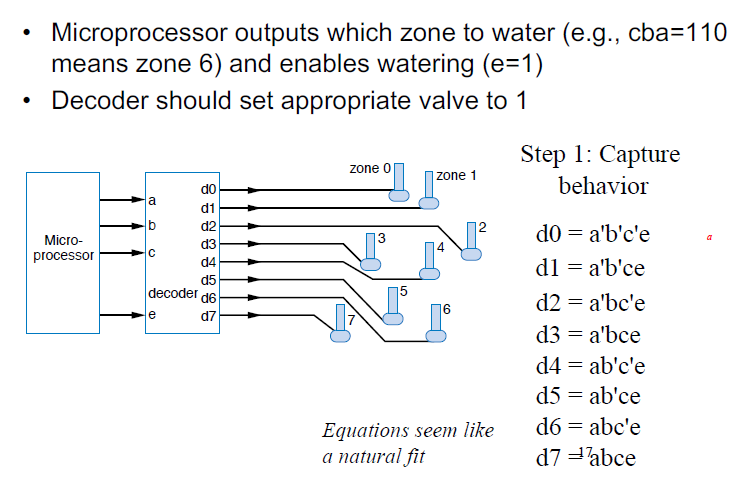 • Microprocessor outputs which zone to water (e.g., cba=110
means zone 6) and enables watering (e=1)
• Decoder should set appropriate valve to 1
Step 1: Capture
behavior
zone 0
zone 1
Micro-
processor
a
b
c
e
decoder
d0
d1
d2
d3
d4
d5
d6
d7
2
3
4
5
6
7
d0 = a'b'c'e
a
d1 = a'b'ce
d2 = a'bc'e
d3 = a'bce
d4 = ab'c'e
d5 = ab'ce
d6 = abc'e
d7 = abce
17
Equations seem like
a natural fit